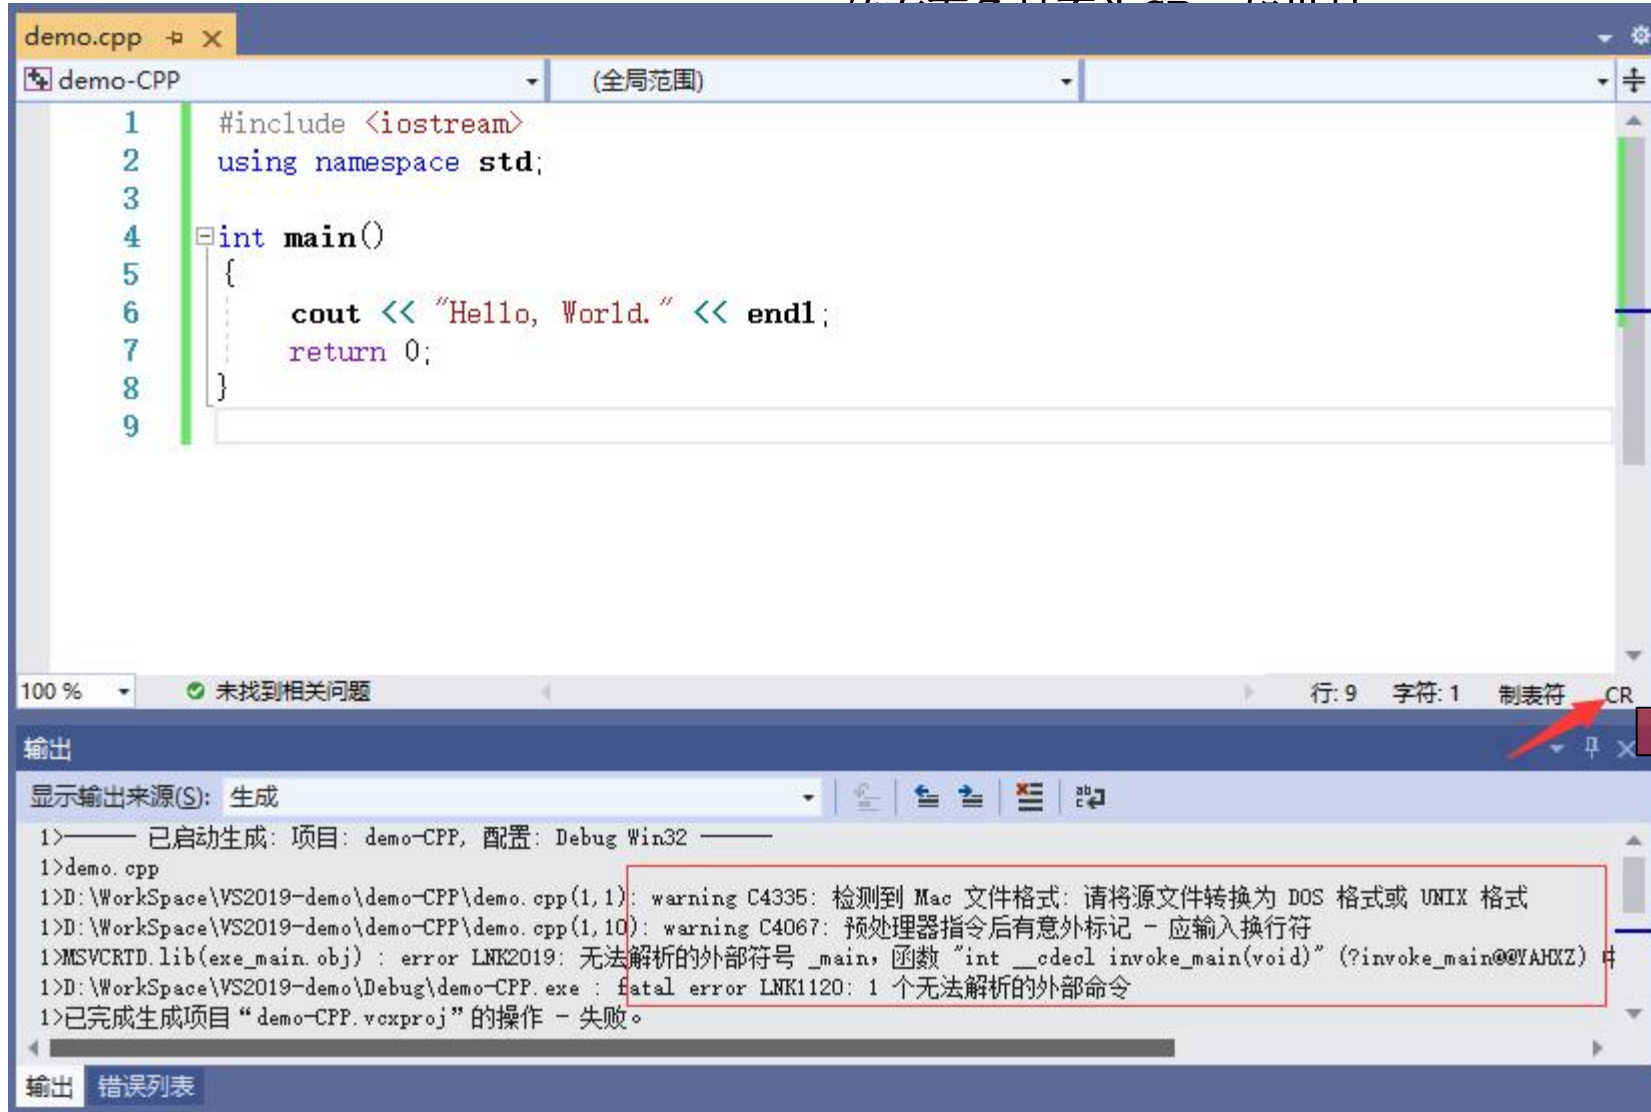 demo.cpp
demo-CPP (全局范围)
1 #include <iostream>
2 using namespace std;
3
4 int main()
5 {
6 cout << "Hello, World." << endl;
7 return 0;
8 }
9
100 % 未找到相关问题 行: 9 字符: 1 制表符 CR
输出
显示输出来源(S): 生成
1>------ 已启动生成: 项目: demo-CPP, 配置: Debug Win32 ------
1>demo.cpp
1>D:\WorkSpace\VS2019-demo\demo-CPP\demo.cpp(1,1): warning C4335: 检测到 Mac 文件格式: 请将源文件转换为 DOS 格式或 UNIX 格式
1>D:\WorkSpace\VS2019-demo\demo-CPP\demo.cpp(1,10): warning C4067: 预处理器指令后有意外标记 - 应输入换行符
1>MSVCRTD.lib(exe_main.obj) : error LNK2019: 无法解析的外部符号 _main，函数 "int __cdecl invoke_main(void)" (?invoke_main@@YAHXZ)
1>D:\WorkSpace\VS2019-demo\Debug\demo-CPP.exe : fatal error LNK1120: 1 个无法解析的外部命令
1>已完成生成项目“demo-CPP.vcxproj”的操作 - 失败。
输出 错误列表